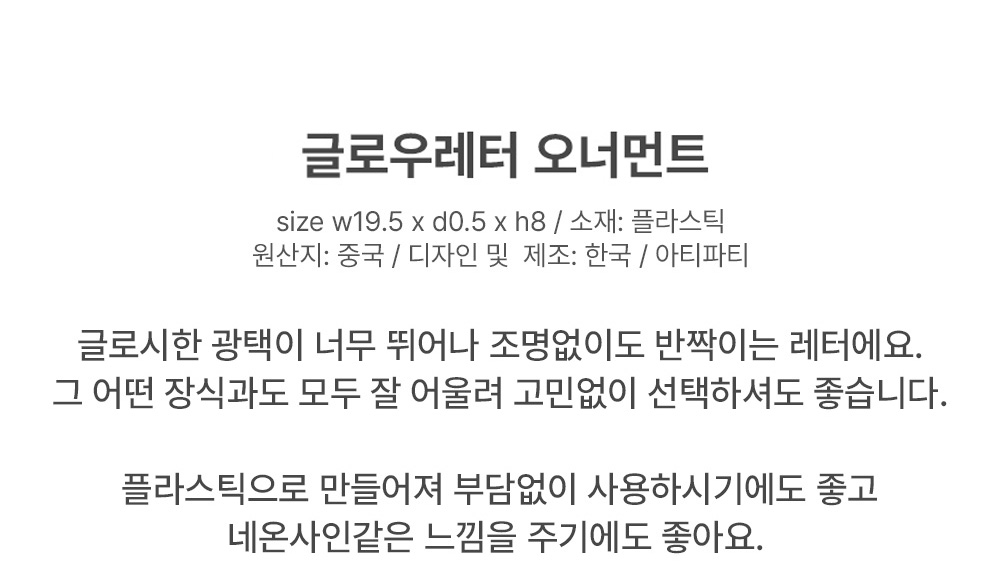 글로우레터 오너먼트
size w19.5 x d0.5 x h8 / 소재: 플라스틱
원산지: 중국 / 디자인 및  제조: 한국 / 아티파티
글로시한 광택이 너무 뛰어나 조명없이도 반짝이는 레터에요.
그 어떤 장식과도 모두 잘 어울려 고민없이 선택하셔도 좋습니다.
플라스틱으로 만들어져 부담없이 사용하시기에도 좋고
네온사인같은 느낌을 주기에도 좋아요.